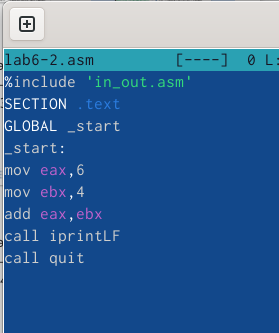 lab6-2.asm [----] 0 L:
%include 'in_out.asm'
SECTION .text
GLOBAL _start
_start:
mov eax,6
mov ebx,4
add eax,ebx
call iprintLF
call quit